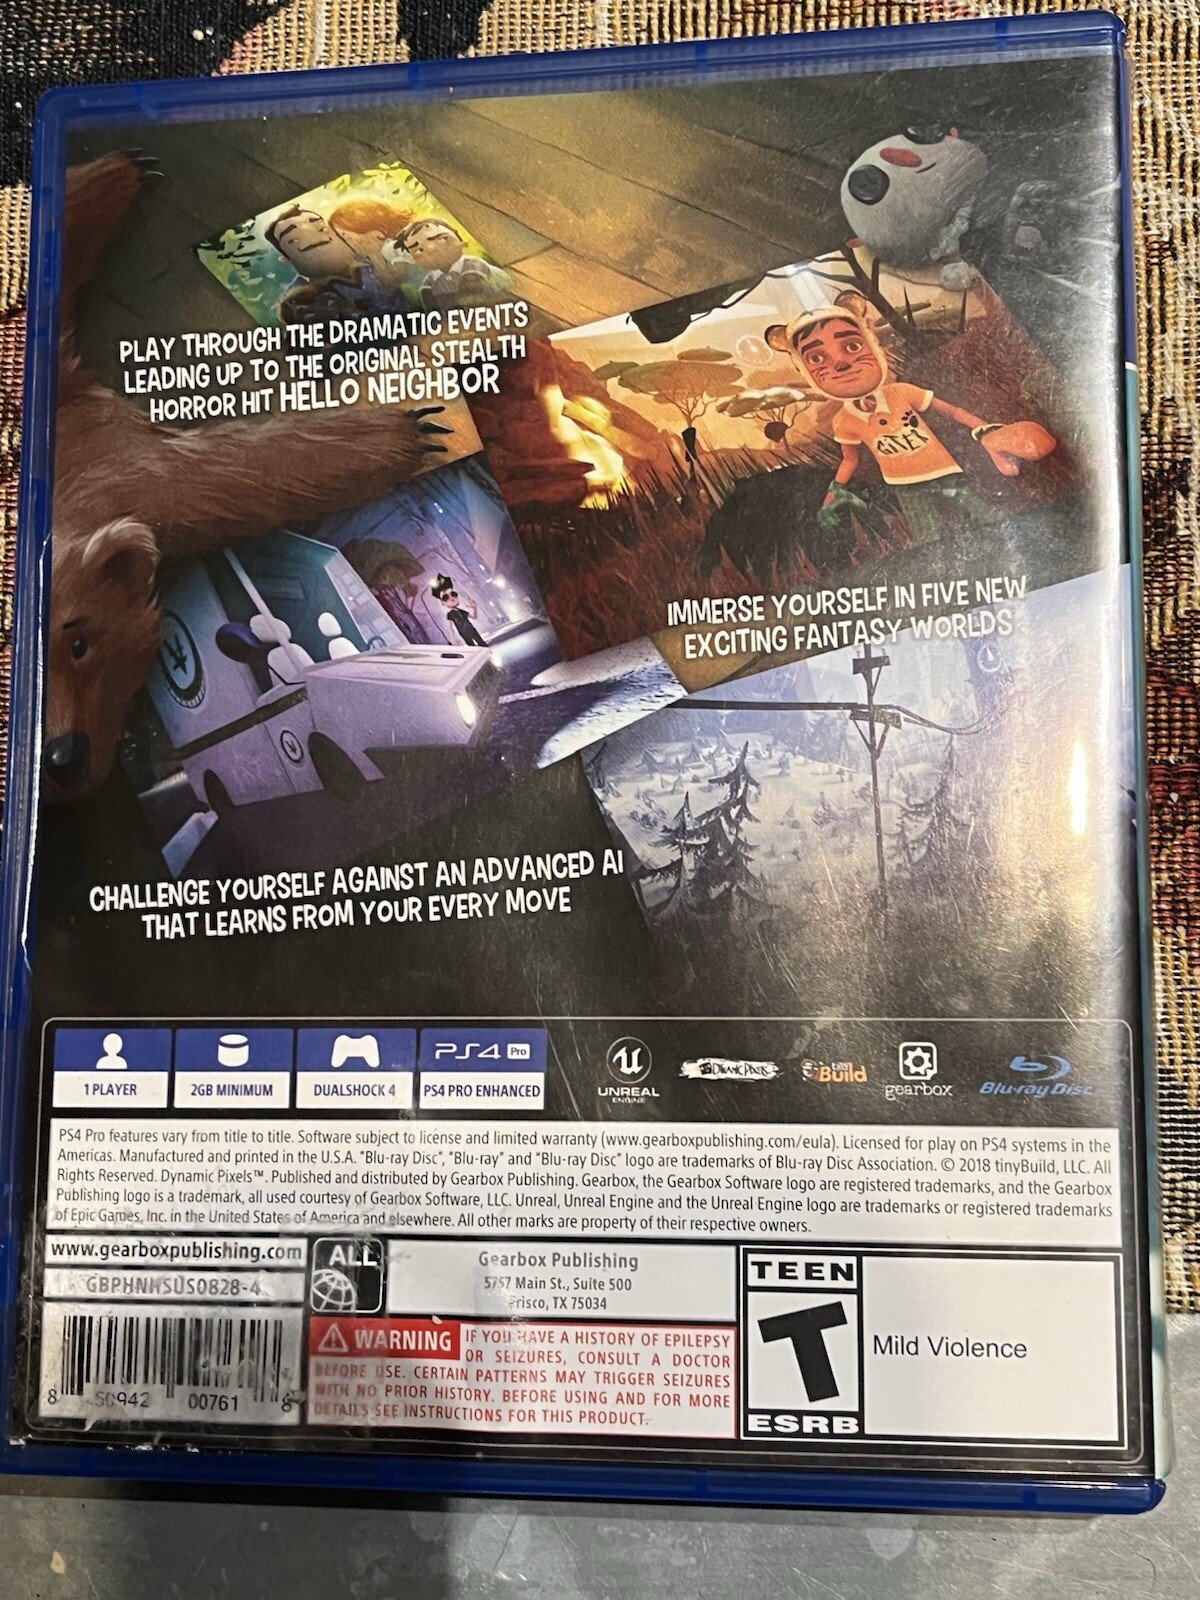 PLAY THROUGH THE DRAMATIC EVENTS
LEADING UP TO THE ORIGINAL STEALTH
HORROR HIT HELLO NEIGHBOR
IMMERSE YOURSELF IN FIVE NEW
EXCITING FANTASY WORLDS
CHALLENGE YOURSELF AGAINST AN ADVANCED AI
THAT LEARNS FROM YOUR EVERY MOVE
PS4 Pro
1 PLAYER
2GB MINIMUM
DUALSHOCK 4
PS4 PRO ENHANCED
UNREAL
ENGINE
DYNAMIC PIXELS
tinyBuild
gearbox
Blu-ray Disc
PS4 Pro features vary from title to title. Software subject to license and limited warranty (www.gearboxpublishing.com/eula). Licensed for play on PS4 systems in the
Americas. Manufactured and printed in the U.S.A. "Blu-ray Disc", "Blu-ray" and "Blu-ray Disc" logo are trademarks of Blu-ray Disc Association. © 2018 tinyBuild, LLC. All
Rights Reserved. Dynamic Pixels™. Published and distributed by Gearbox Publishing. Gearbox, the Gearbox Software logo are registered trademarks, and the Gearbox
Publishing logo is a trademark, all used courtesy of Gearbox Software, LLC. Unreal, Unreal Engine and the Unreal Engine logo are trademarks or registered trademarks
of Epic Games, Inc. in the United States of America and elsewhere. All other marks are property of their respective owners.
www.gearboxpublishing.com
GBPHNHSUS0828-4
ALL
Gearbox Publishing
5757 Main St., Suite 500
Frisco, TX 75034
WARNING IF YOU HAVE A HISTORY OF EPILEPSY
OR SEIZURES, CONSULT A DOCTOR
BEFORE USE. CERTAIN PATTERNS MAY TRIGGER SEIZURES
WITH NO PRIOR HISTORY. BEFORE USING AND FOR MORE
DETAILS SEE INSTRUCTIONS FOR THIS PRODUCT.
TEEN
T
ESRB
Mild Violence
8 50942 00761 8